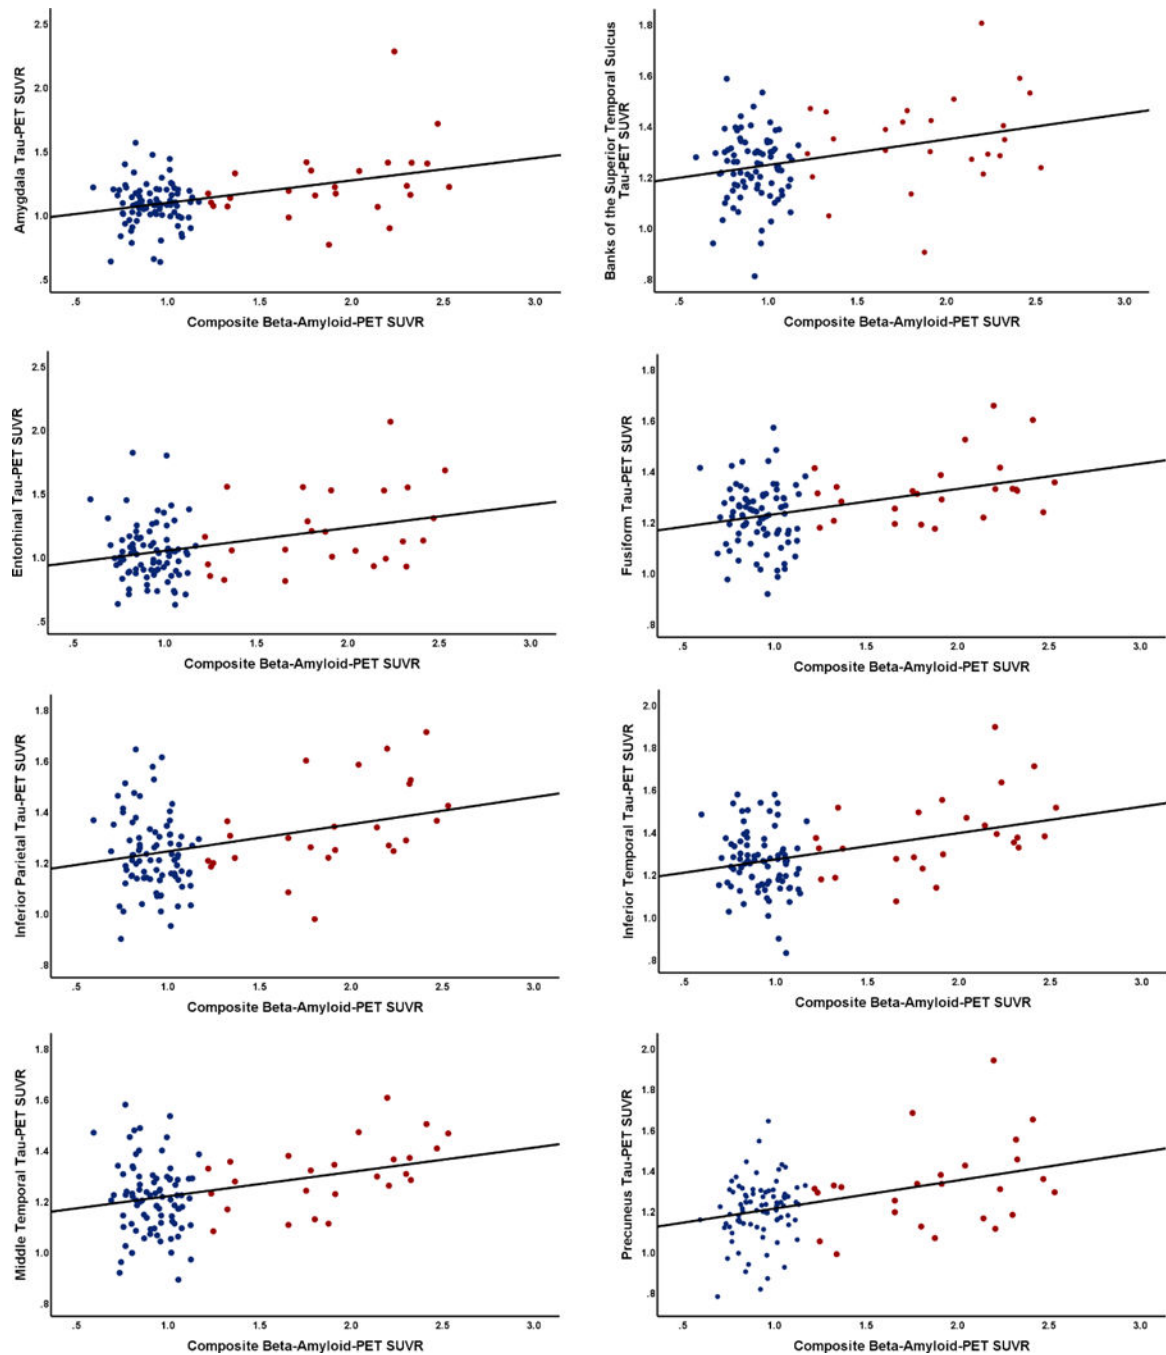 2.5
2.0
1.5
1.0
.5
Amygdala Tau-PET SUVR
.5 1.0 1.5 2.0 2.5 3.0
Composite Beta-Amyloid-PET SUVR
1.8
1.6
1.4
1.2
1.0
.8
Banks of the Superior Temporal Sulcus
Tau-PET SUVR
.5 1.0 1.5 2.0 2.5 3.0
Composite Beta-Amyloid-PET SUVR
2.5
2.0
1.5
1.0
.5
Entorhinal Tau-PET SUVR
.5 1.0 1.5 2.0 2.5 3.0
Composite Beta-Amyloid-PET SUVR
1.8
1.6
1.4
1.2
1.0
.8
Fusiform Tau-PET SUVR
.5 1.0 1.5 2.0 2.5 3.0
Composite Beta-Amyloid-PET SUVR
1.8
1.6
1.4
1.2
1.0
.8
Inferior Parietal Tau-PET SUVR
.5 1.0 1.5 2.0 2.5 3.0
Composite Beta-Amyloid-PET SUVR
2.0
1.8
1.6
1.4
1.2
1.0
.8
Inferior Temporal Tau-PET SUVR
.5 1.0 1.5 2.0 2.5 3.0
Composite Beta-Amyloid-PET SUVR
1.8
1.6
1.4
1.2
1.0
.8
Middle Temporal Tau-PET SUVR
.5 1.0 1.5 2.0 2.5 3.0
Composite Beta-Amyloid-PET SUVR
2.0
1.8
1.6
1.4
1.2
1.0
.8
Precuneus Tau-PET SUVR
.5 1.0 1.5 2.0 2.5 3.0
Composite Beta-Amyloid-PET SUVR